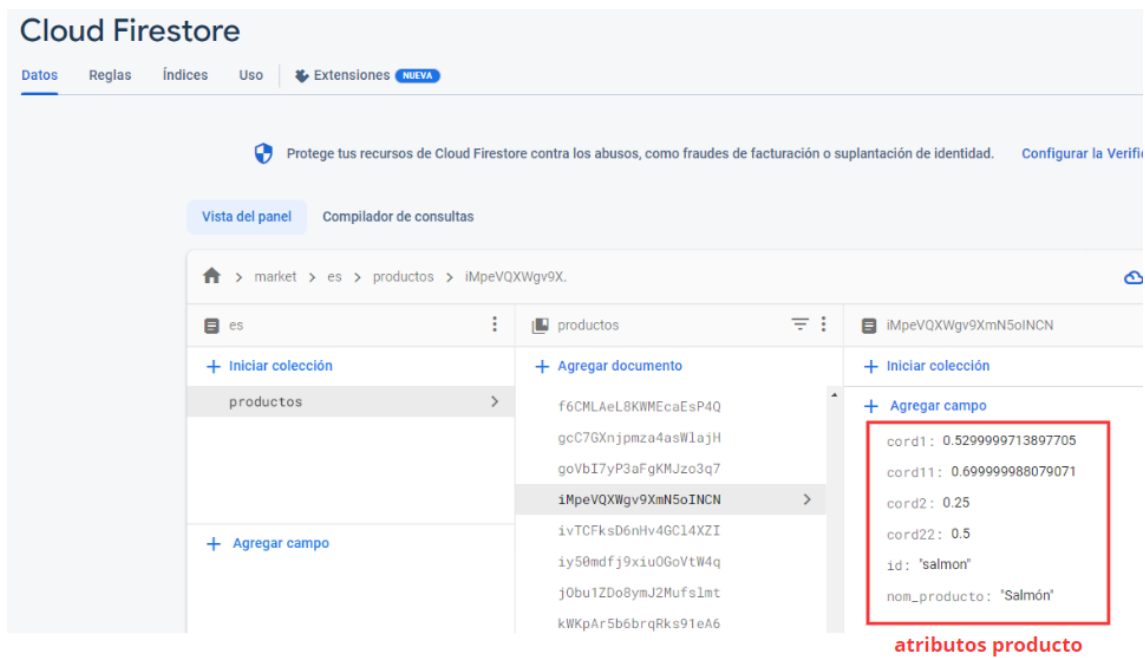 Cloud Firestore
Datos Reglas Índices Uso Extensiones NUEVA
Protege tus recursos de Cloud Firestore contra los abusos, como fraudes de facturación o suplantación de identidad. Configurar la Verific
Vista del panel Compilador de consultas
> market > es > productos > iMpeVQXWgv9X.
es
productos
iMpeVQXWgv9XmN5oINCN
+ Iniciar colección
+ Agregar documento
+ Iniciar colección
productos >
+ Agregar campo
f6CMLAeL8KWMEcaEsP4Q
gcC7GXnjpmza4asWlajH
goVbI7yP3aFgKMJzo3q7
iMpeVQXWgv9XmN5oINCN >
ivTCFksD6nHv4GCl4XZI
iy50mdfj9xiuOGoVtW4q
jObu1ZDo8ymJ2Mufslmt
kWKpAr5b6brqRks91eA6
+ Agregar campo
cord1: 0.5299999713897705
cord11: 0.699999988079071
cord2: 0.25
cord22: 0.5
id: "salmon"
nom_producto: "Salmón"
atributos producto